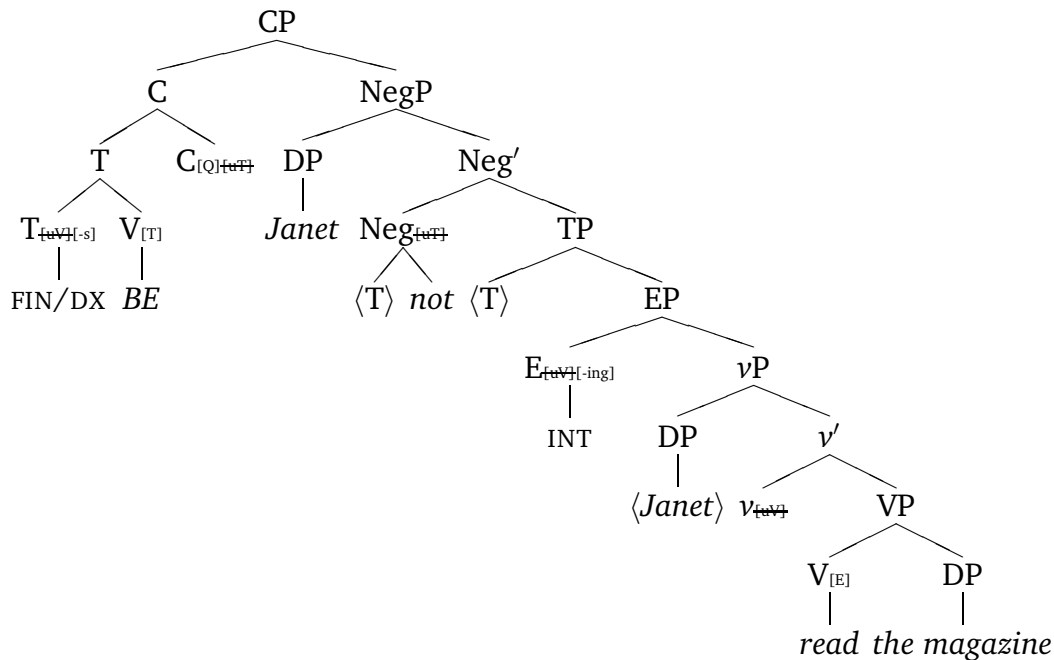 CP
C NegP
T C[Q][uT] DP Neg′
T[uV][-s] V[T] Janet Neg[uT] TP
FIN/DX BE ⟨T⟩ not ⟨T⟩ EP
E[uV][-ing] vP
INT DP v′
⟨Janet⟩ v[uV] VP
V[E] DP
read the magazine